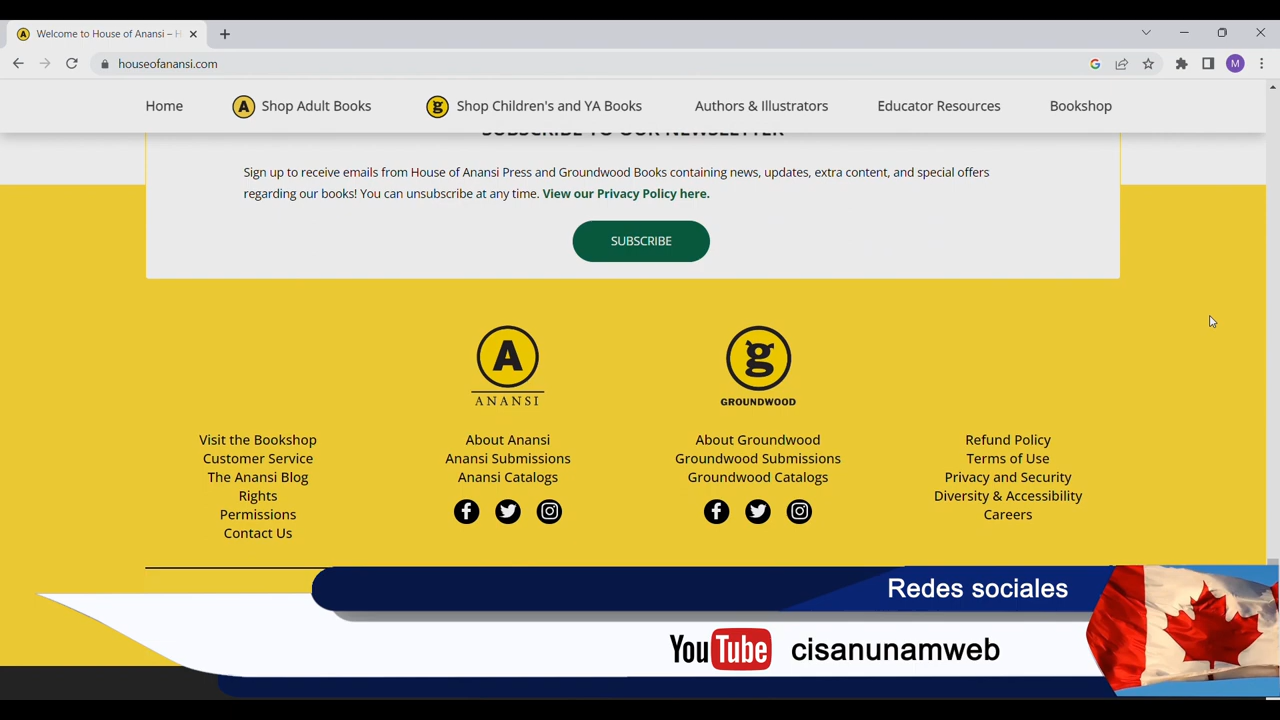 Welcome to House of Anansi – H
houseofanansi.com
M
Home
A
Shop Adult Books
g
Shop Children's and YA Books
Authors & Illustrators
Educator Resources
Bookshop
SUBSCRIBE TO OUR NEWSLETTER
Sign up to receive emails from House of Anansi Press and Groundwood Books containing news, updates, extra content, and special offers
regarding our books! You can unsubscribe at any time. View our Privacy Policy here.
SUBSCRIBE
A
ANANSI
g
GROUNDWOOD
Visit the Bookshop
Customer Service
The Anansi Blog
Rights
Permissions
Contact Us
About Anansi
Anansi Submissions
Anansi Catalogs
About Groundwood
Groundwood Submissions
Groundwood Catalogs
Refund Policy
Terms of Use
Privacy and Security
Diversity & Accessibility
Careers
Redes sociales
YouTube cisanunamweb